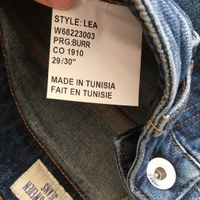 STYLE: LEA
W68223003
PRG:BURR
CO 1910
29/30"
MADE IN TUNISIA
FAIT EN TUNISIE